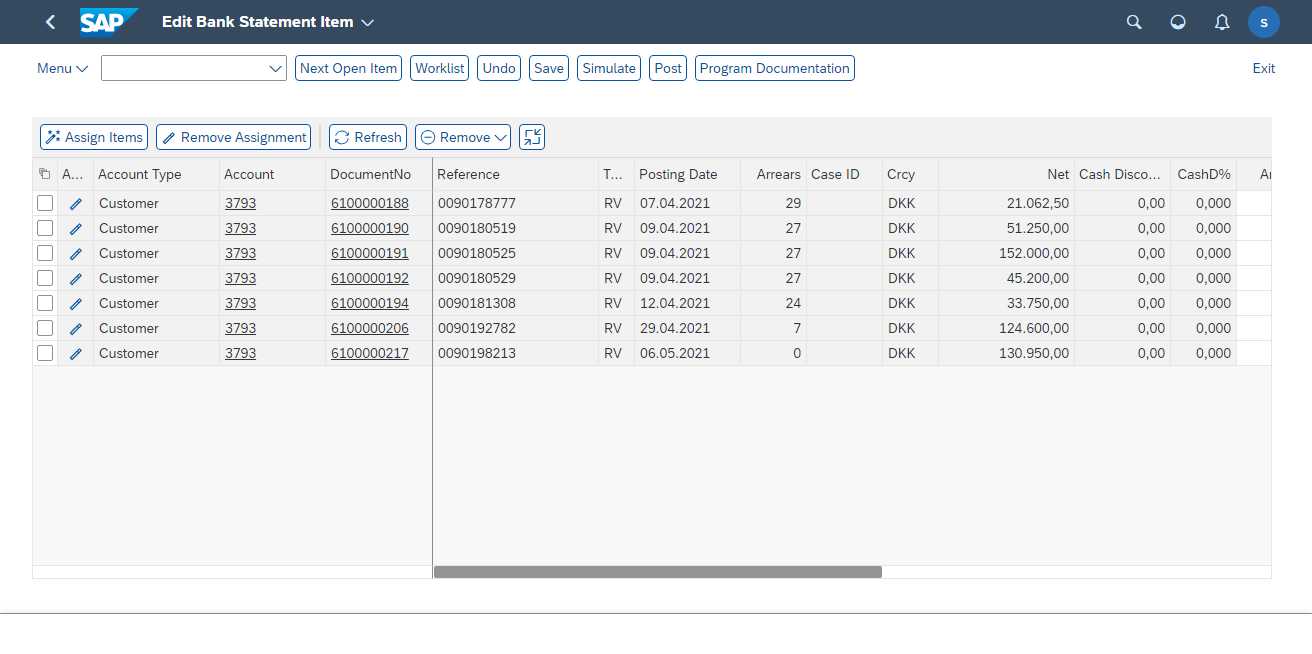 SAP Edit Bank Statement Item S
Menu Next Open Item Worklist Undo Save Simulate Post Program Documentation Exit
Assign Items Remove Assignment Refresh Remove
A... Account Type Account DocumentNo Reference T... Posting Date Arrears Case ID Crcy Net Cash Disco... CashD%
Customer 3793 6100000188 0090178777 RV 07.04.2021 29 DKK 21.062,50 0,00 0,000
Customer 3793 6100000190 0090180519 RV 09.04.2021 27 DKK 51.250,00 0,00 0,000
Customer 3793 6100000191 0090180525 RV 09.04.2021 27 DKK 152.000,00 0,00 0,000
Customer 3793 6100000192 0090180529 RV 09.04.2021 27 DKK 45.200,00 0,00 0,000
Customer 3793 6100000194 0090181308 RV 12.04.2021 24 DKK 33.750,00 0,00 0,000
Customer 3793 6100000206 0090192782 RV 29.04.2021 7 DKK 124.600,00 0,00 0,000
Customer 3793 6100000217 0090198213 RV 06.05.2021 0 DKK 130.950,00 0,00 0,000